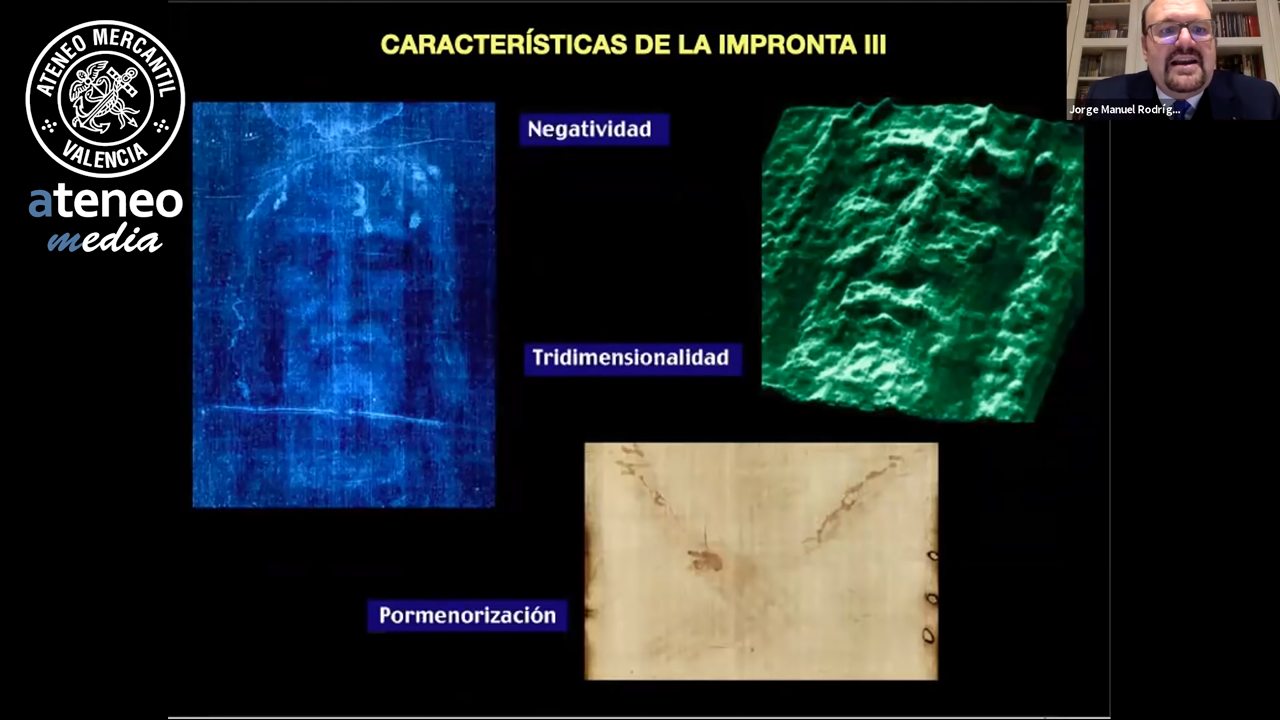 CARACTERÍSTICAS DE LA IMPRONTA III
ATENEO MERCANTIL
VALENCIA
ateneo
media
Jorge Manuel Rodríg...
Negatividad
Tridimensionalidad
Pormenorización